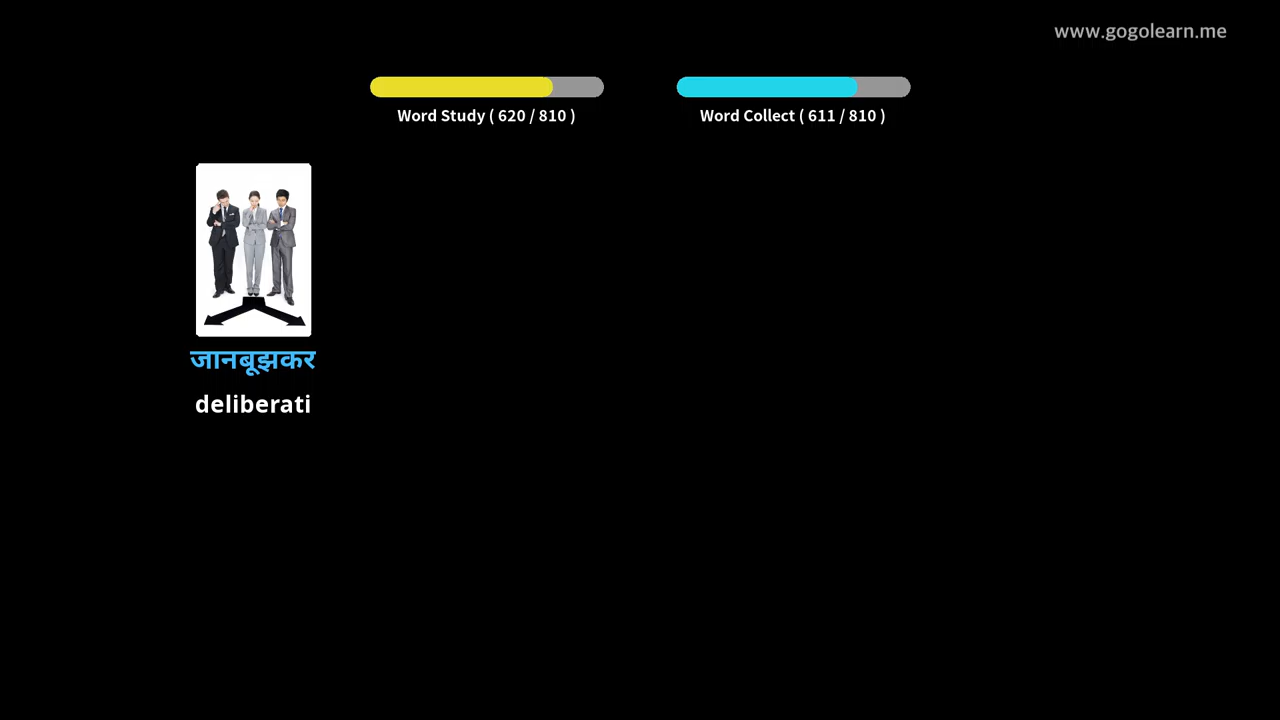 www.gogolearn.me
Word Study ( 620 / 810 )
Word Collect ( 611 / 810 )
जानबूझकर
deliberati